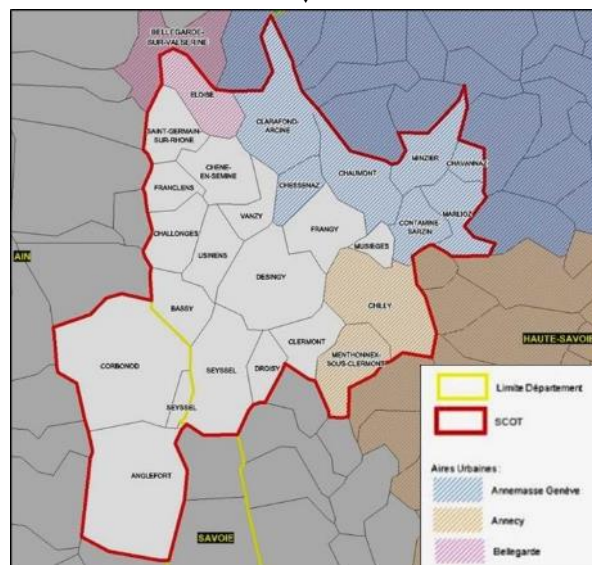 BELLEGARDE-
SUR-VALSERINE
ELOISE
CLARAFOND-
ARCINE
SAINT-GERMAIN-
SUR-RHONE
CHENE-
EN-SEMINE
MINZIER
CHAVANNAZ
CHAUMONT
FRANCLENS
CHESSENAZ
VANZY
MARLIOZ
FRANGY
CONTAMINE
SARZIN
CHALLONGES
MUSIEGES
USINENS
AIN
DESINGY
CHILLY
BASSY
HAUTE-SAVOIE
CLERMONT
CORBONOD
SEYSSEL
DROISY
MENTHONNEX-
SOUS-CLERMONT
SEYSSEL
ANGLEFORT
SAVOIE
Limite Département
SCOT
Aires Urbaines :
Annemasse Genève
Annecy
Bellegarde